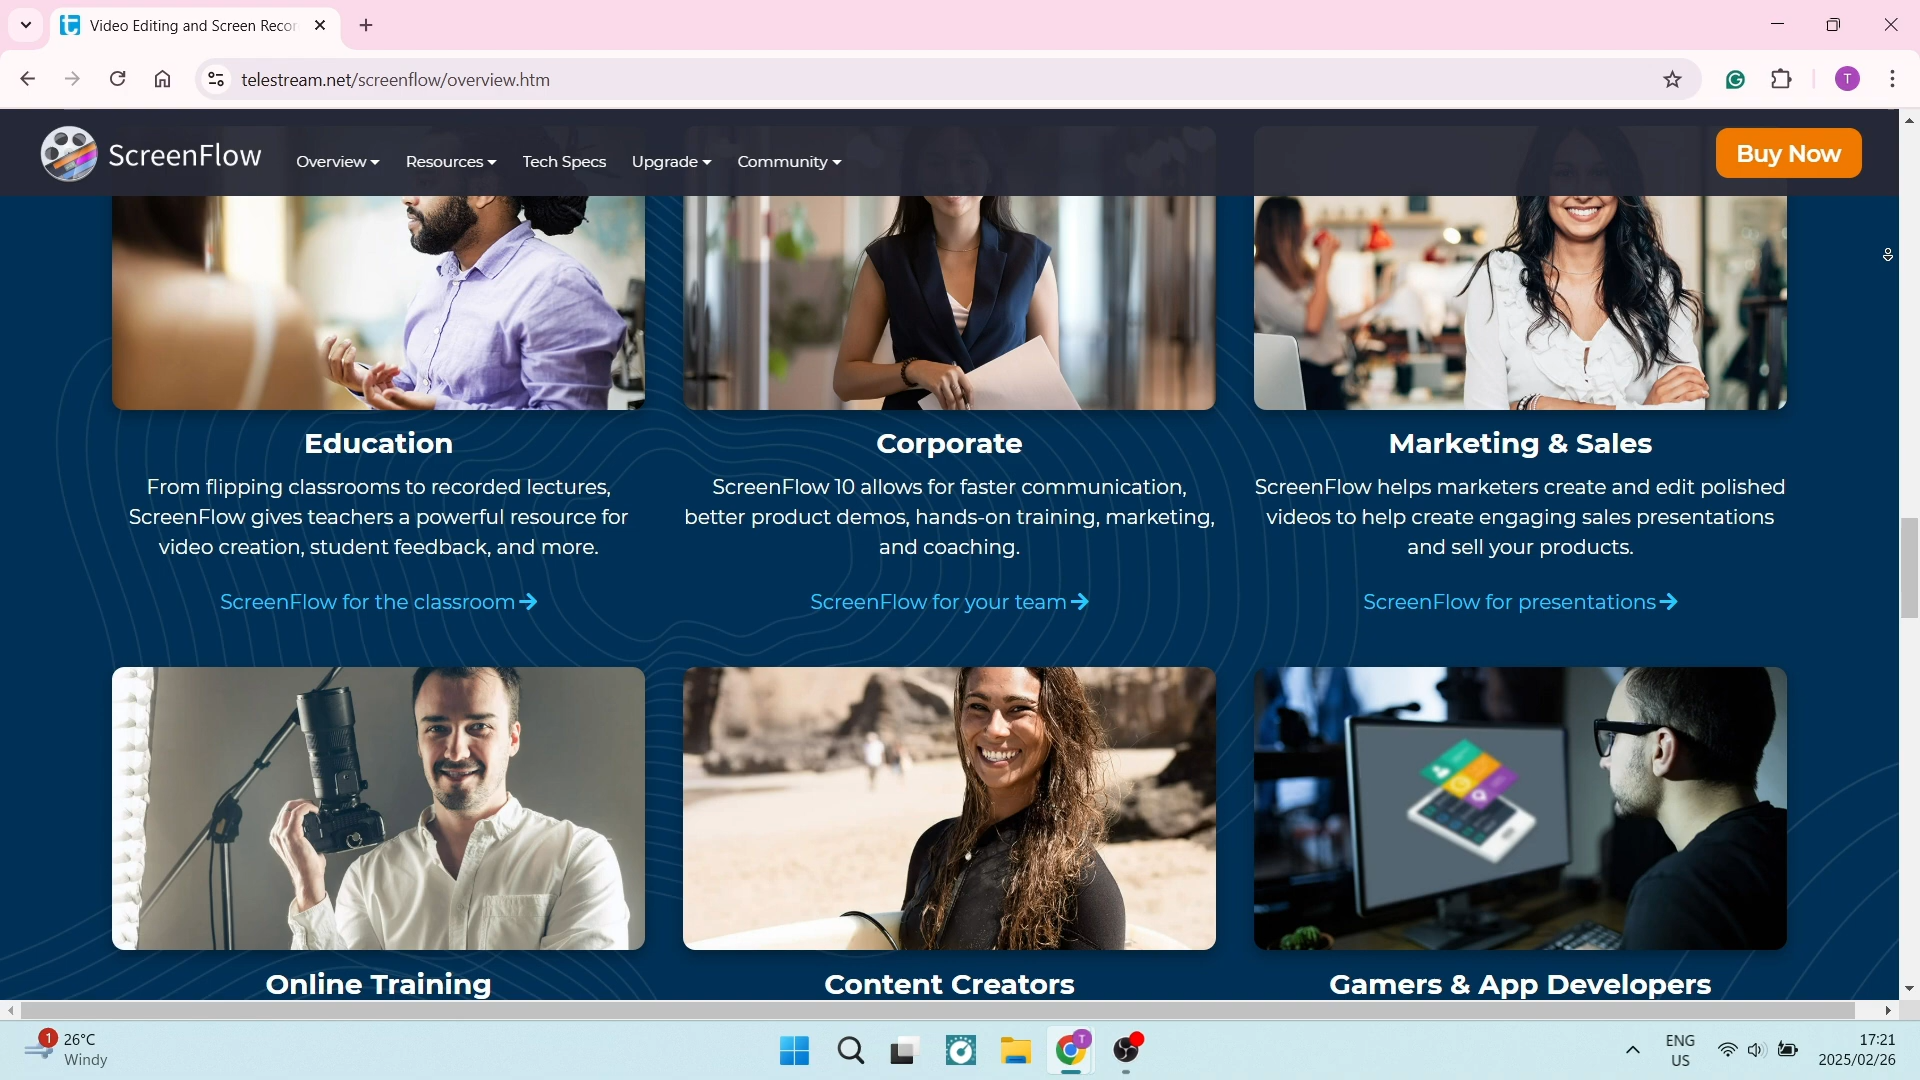 Video Editing and Screen Recor
telestream.net/screenflow/overview.htm
T
ScreenFlow
Overview
Resources
Tech Specs
Upgrade
Community
Buy Now
Education
From flipping classrooms to recorded lectures,
ScreenFlow gives teachers a powerful resource for
video creation, student feedback, and more.
ScreenFlow for the classroom
Corporate
ScreenFlow 10 allows for faster communication,
better product demos, hands-on training, marketing,
and coaching.
ScreenFlow for your team
Marketing & Sales
ScreenFlow helps marketers create and edit polished
videos to help create engaging sales presentations
and sell your products.
ScreenFlow for presentations
Online Training
Content Creators
Gamers & App Developers
1
26°C
Windy
T
ENG
US
17:21
2025/02/26